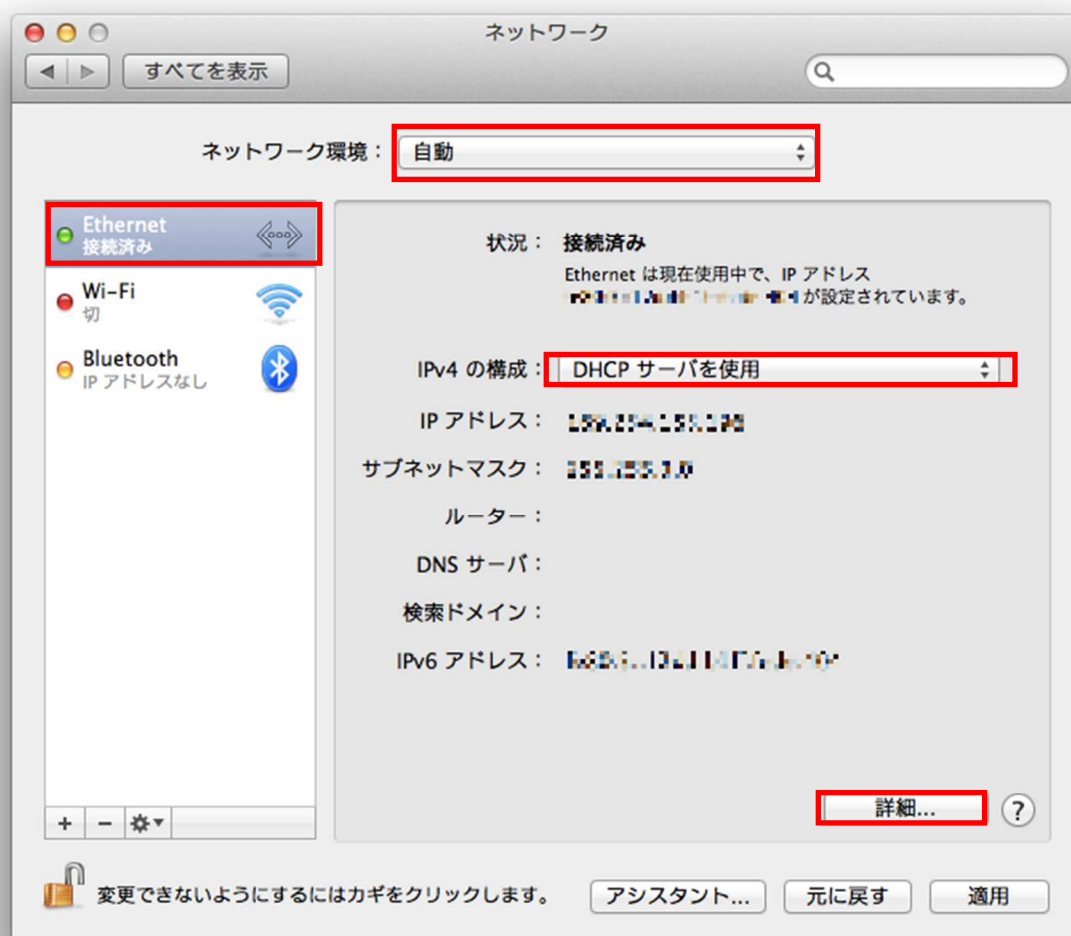 ネットワーク
すべてを表示
ネットワーク環境： 自動
Ethernet
接続済み
Wi-Fi
切
Bluetooth
IP アドレスなし
状況： 接続済み
Ethernet は現在使用中で、IP アドレス
が設定されています。
IPv4 の構成： DHCP サーバを使用
IP アドレス：
サブネットマスク：
ルーター：
DNS サーバ：
検索ドメイン：
IPv6 アドレス：
詳細...
?
変更できないようにするにはカギをクリックします。
アシスタント...
元に戻す
適用